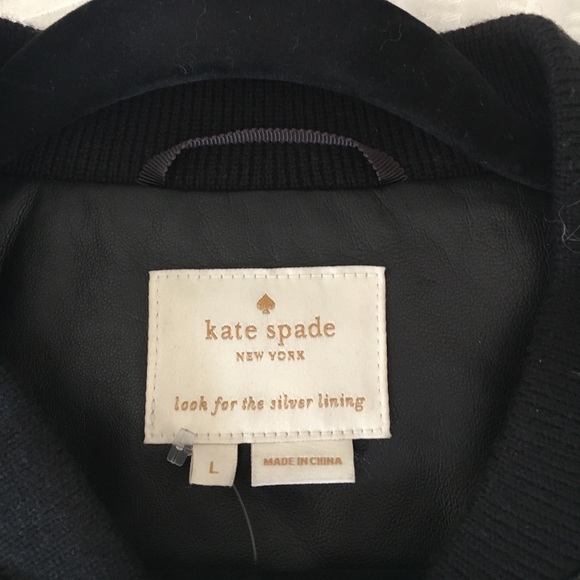 kate spade
NEW YORK
look for the silver lining
L
MADE IN CHINA